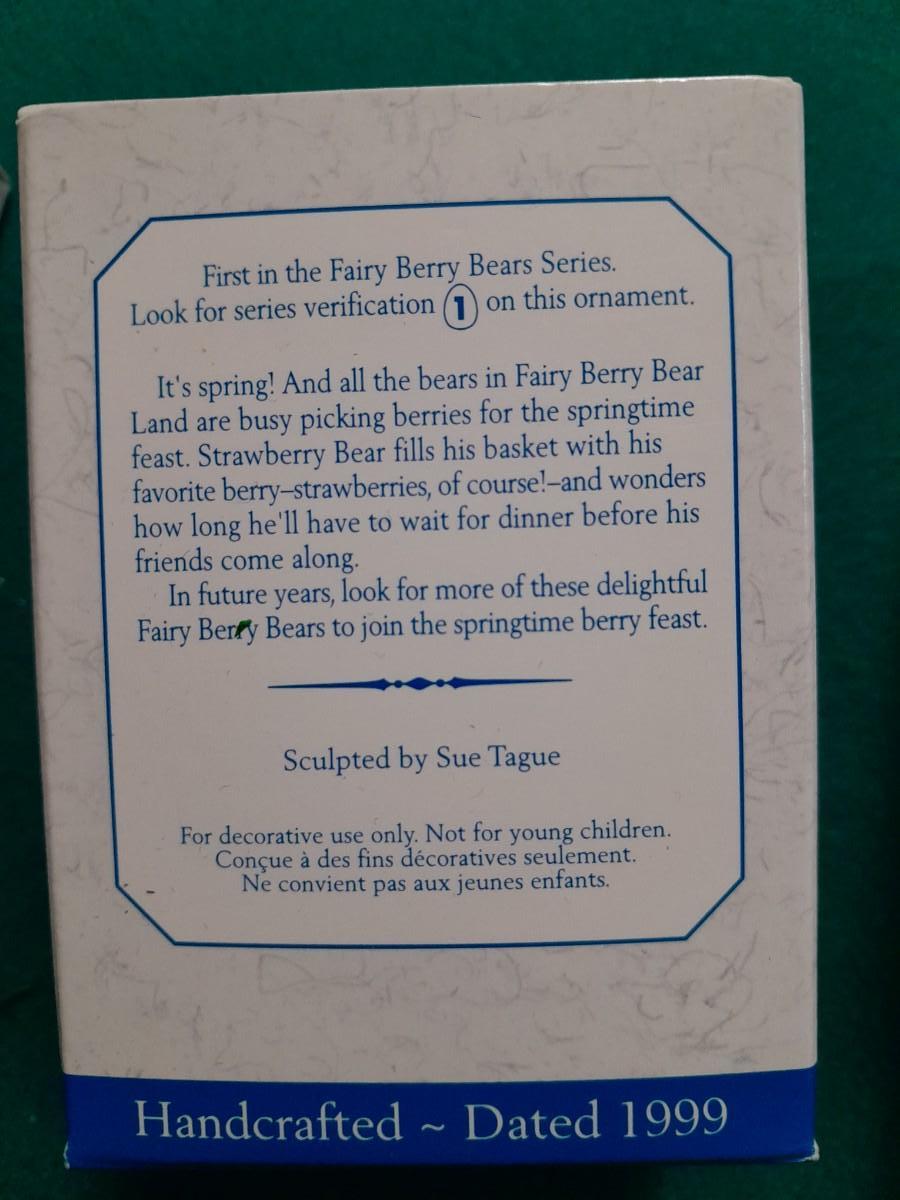 First in the Fairy Berry Bears Series.
Look for series verification 1 on this ornament.
It's spring! And all the bears in Fairy Berry Bear
Land are busy picking berries for the springtime
feast. Strawberry Bear fills his basket with his
favorite berry–strawberries, of course!–and wonders
how long he'll have to wait for dinner before his
friends come along.
In future years, look for more of these delightful
Fairy Berry Bears to join the springtime berry feast.
Sculpted by Sue Tague
For decorative use only. Not for young children.
Conçue à des fins décoratives seulement.
Ne convient pas aux jeunes enfants.
Handcrafted ~ Dated 1999